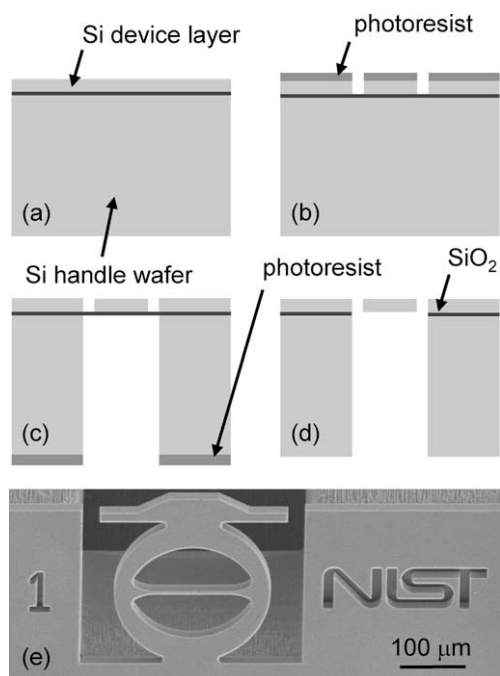 Si device layer
photoresist
(a)
(b)
Si handle wafer
photoresist
SiO₂
(c)
(d)
1
NIST
(e)
100 μm